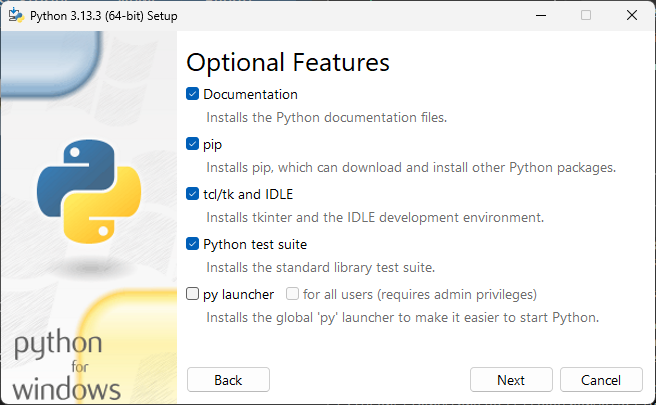 Python 3.13.3 (64-bit) Setup
Optional Features
Documentation
Installs the Python documentation files.
pip
Installs pip, which can download and install other Python packages.
tcl/tk and IDLE
Installs tkinter and the IDLE development environment.
Python test suite
Installs the standard library test suite.
py launcher for all users (requires admin privileges)
Installs the global 'py' launcher to make it easier to start Python.
python
for
windows
Back Next Cancel